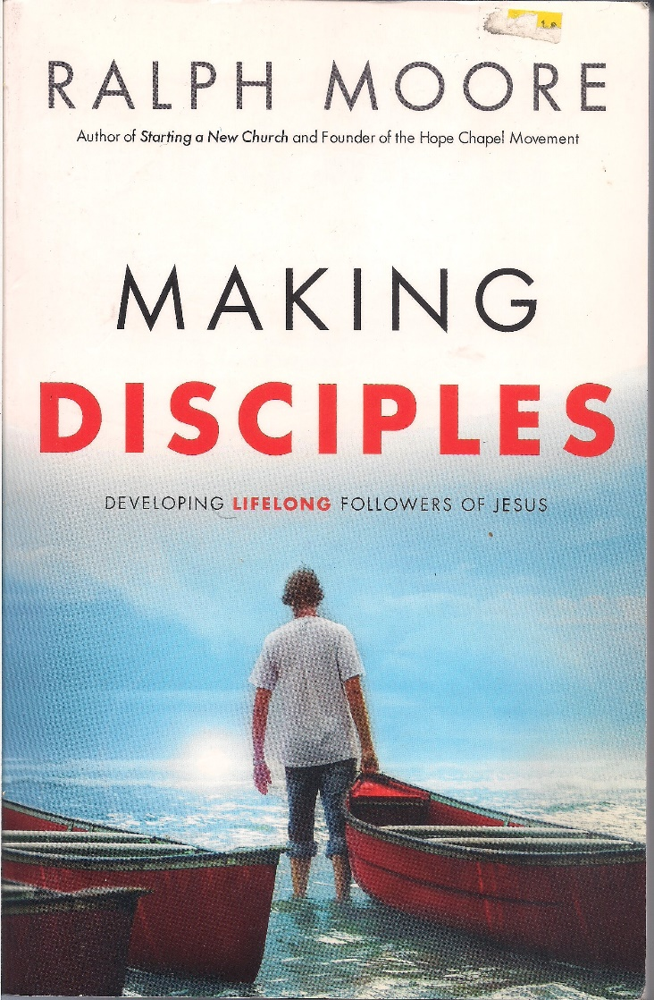 RALPH MOORE
Author of Starting a New Church and Founder of the Hope Chapel Movement
MAKING
DISCIPLES
DEVELOPING LIFELONG FOLLOWERS OF JESUS